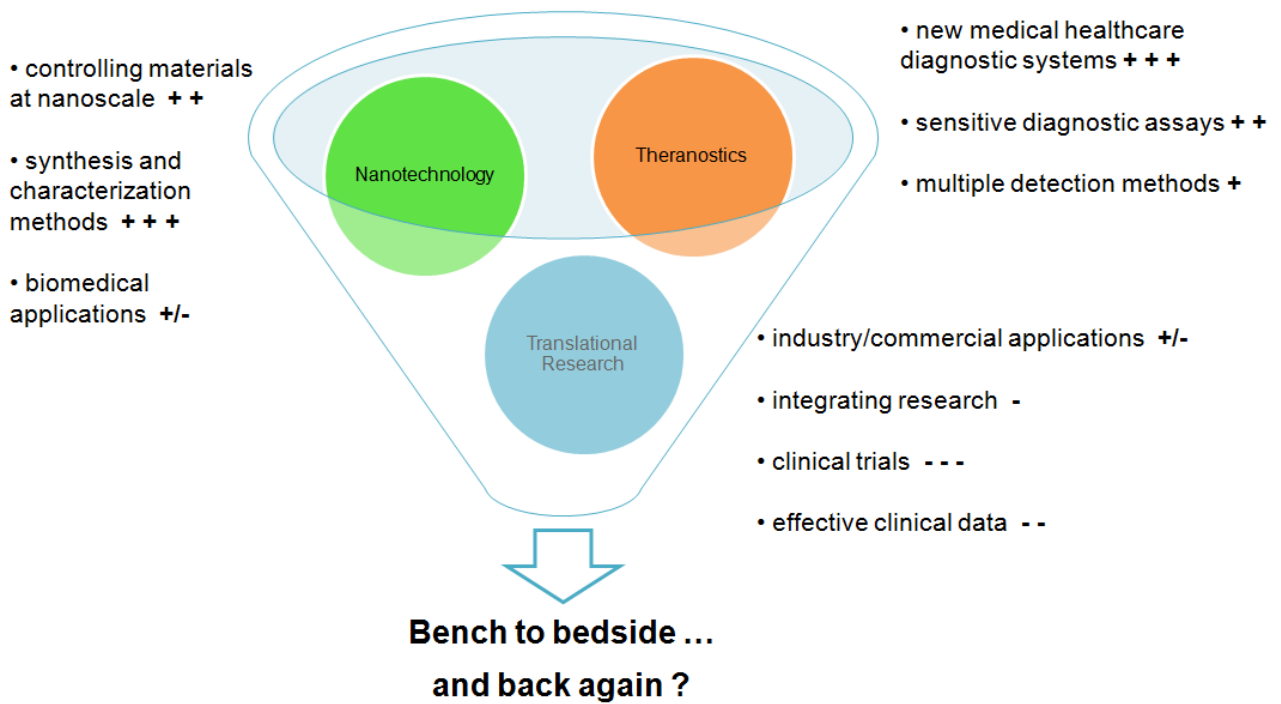 • controlling materials
at nanoscale + +
• synthesis and
characterization
methods + + +
• biomedical
applications +/-
Nanotechnology
Theranostics
• new medical healthcare
diagnostic systems + + +
• sensitive diagnostic assays + +
• multiple detection methods +
Translational
Research
• industry/commercial applications +/-
• integrating research -
• clinical trials - - -
• effective clinical data - -
Bench to bedside …
and back again ?